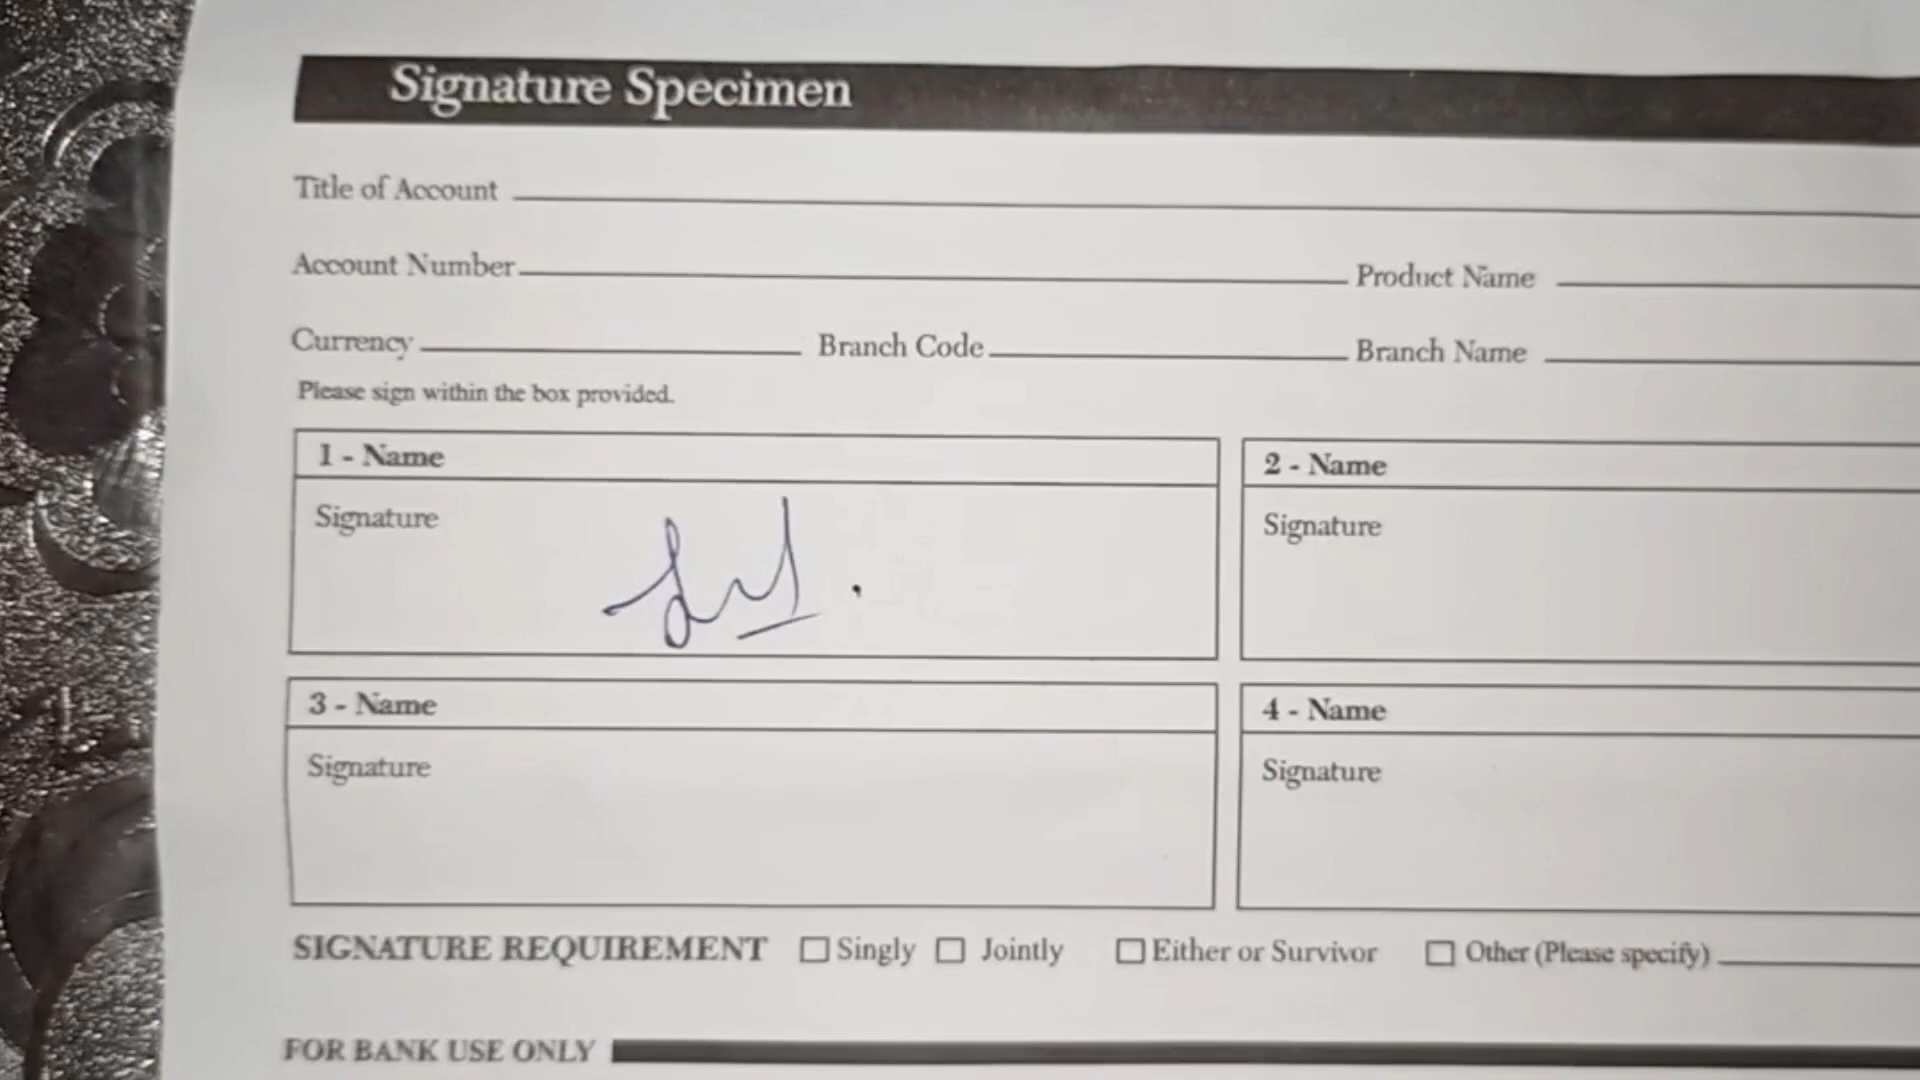 Signature Specimen
Title of Account
Account Number Product Name
Currency Branch Code Branch Name
Please sign within the box provided.
1 - Name 2 - Name
Signature Signature
3 - Name 4 - Name
Signature Signature
SIGNATURE REQUIREMENT Singly Jointly Either or Survivor Other (Please specify)
FOR BANK USE ONLY